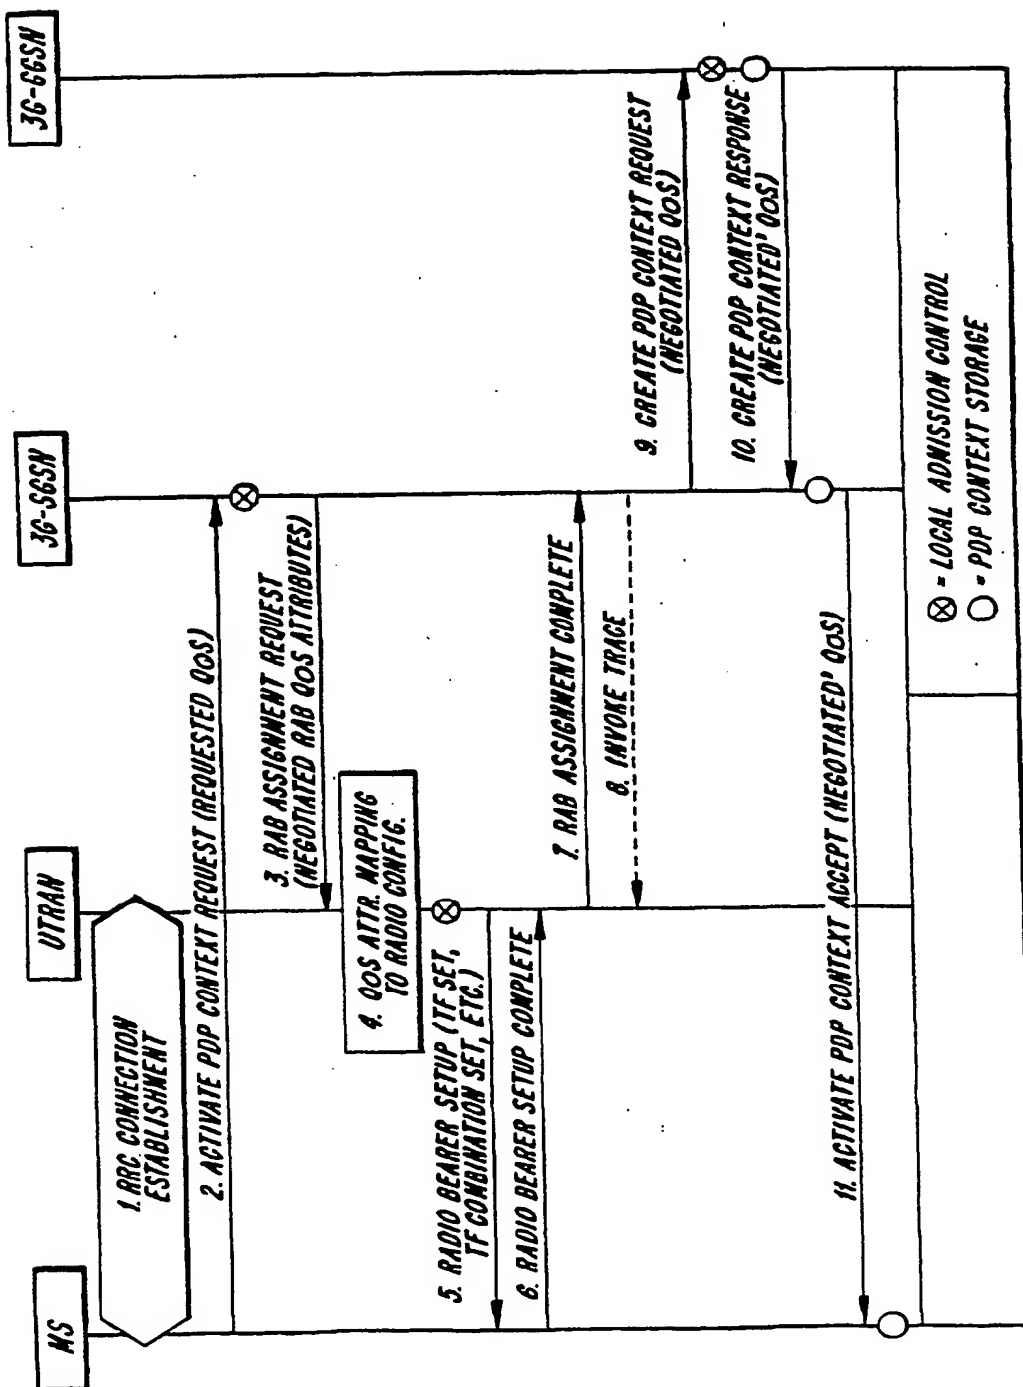 MS
UTRAN
3G-SGSN
3G-GGSN
1. RRC CONNECTION
ESTABLISHMENT
2. ACTIVATE PDP CONTEXT REQUEST (REQUESTED QoS)
3. RAB ASSIGNMENT REQUEST
(NEGOTIATED RAB QoS ATTRIBUTES)
4. QoS ATTR. MAPPING
TO RADIO CONFIG.
5. RADIO BEARER SETUP (TF SET,
TF COMBINATION SET, ETC.)
6. RADIO BEARER SETUP COMPLETE
7. RAB ASSIGNMENT COMPLETE
8. INVOKE TRACE
9. CREATE PDP CONTEXT REQUEST
(NEGOTIATED QoS)
10. CREATE PDP CONTEXT RESPONSE
(NEGOTIATED' QoS)
11. ACTIVATE PDP CONTEXT ACCEPT (NEGOTIATED' QoS)
⊗ = LOCAL ADMISSION CONTROL
○ = PDP CONTEXT STORAGE